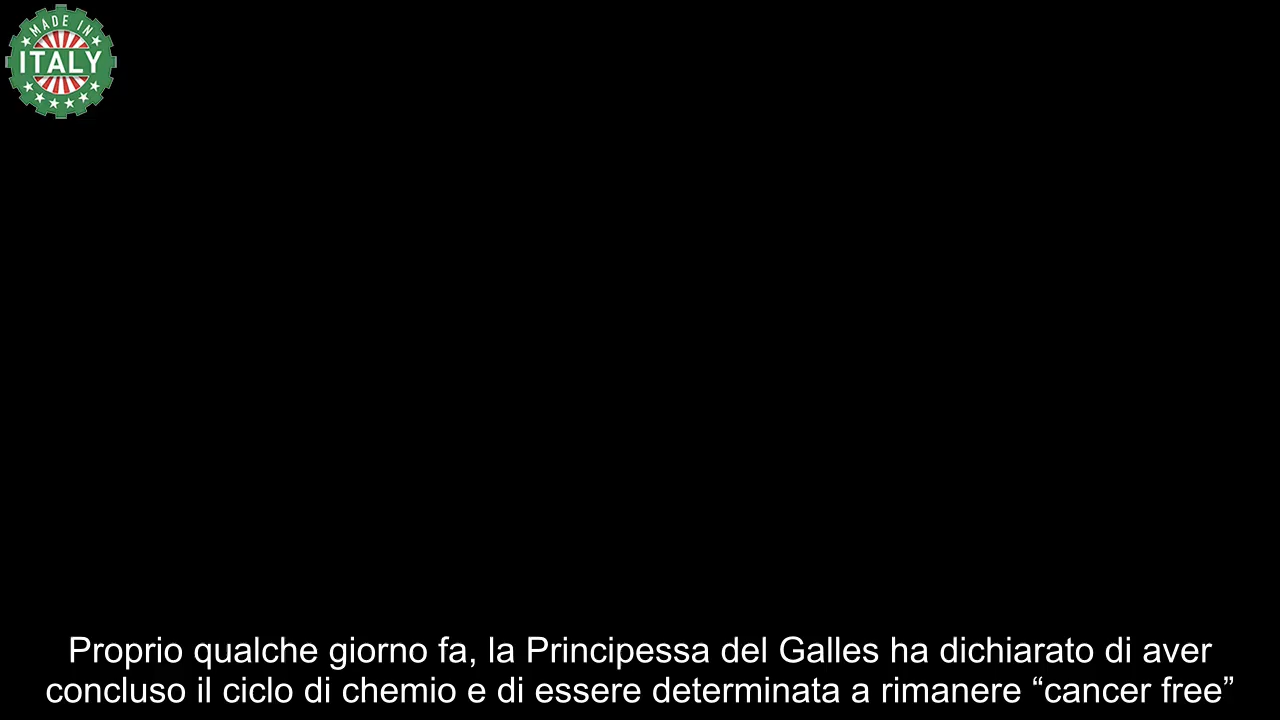 MADE IN
ITALY
Proprio qualche giorno fa, la Principessa del Galles ha dichiarato di aver
concluso il ciclo di chemio e di essere determinata a rimanere “cancer free”